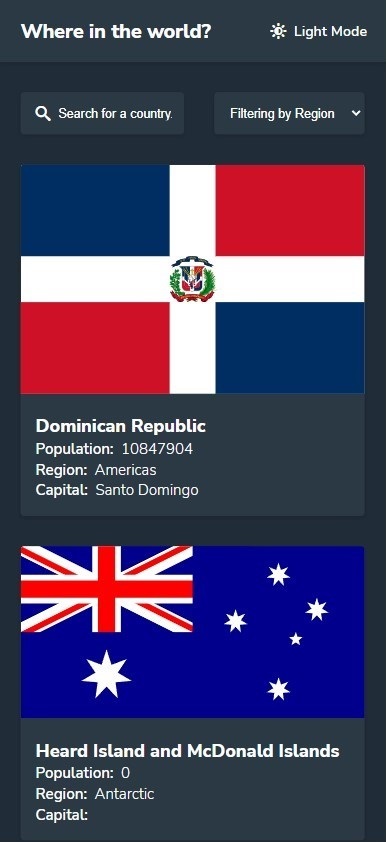 Where in the world?
Light Mode
Search for a country.
Filtering by Region
Dominican Republic
Population: 10847904
Region: Americas
Capital: Santo Domingo
Heard Island and McDonald Islands
Population: 0
Region: Antarctic
Capital: